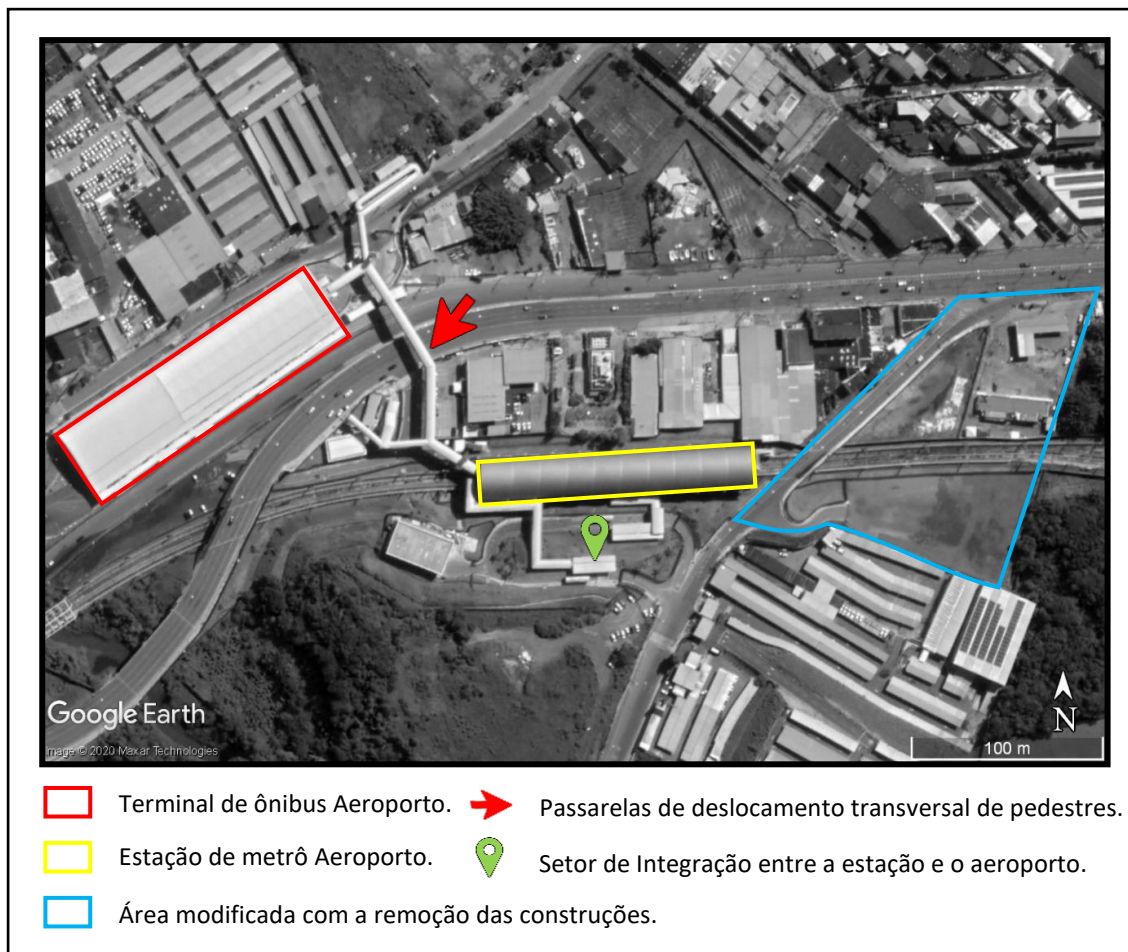 Google Earth
Image © 2020 Maxar Technologies
N
100 m
Terminal de ônibus Aeroporto.
Passarelas de deslocamento transversal de pedestres.
Estação de metrô Aeroporto.
Setor de Integração entre a estação e o aeroporto.
Área modificada com a remoção das construções.